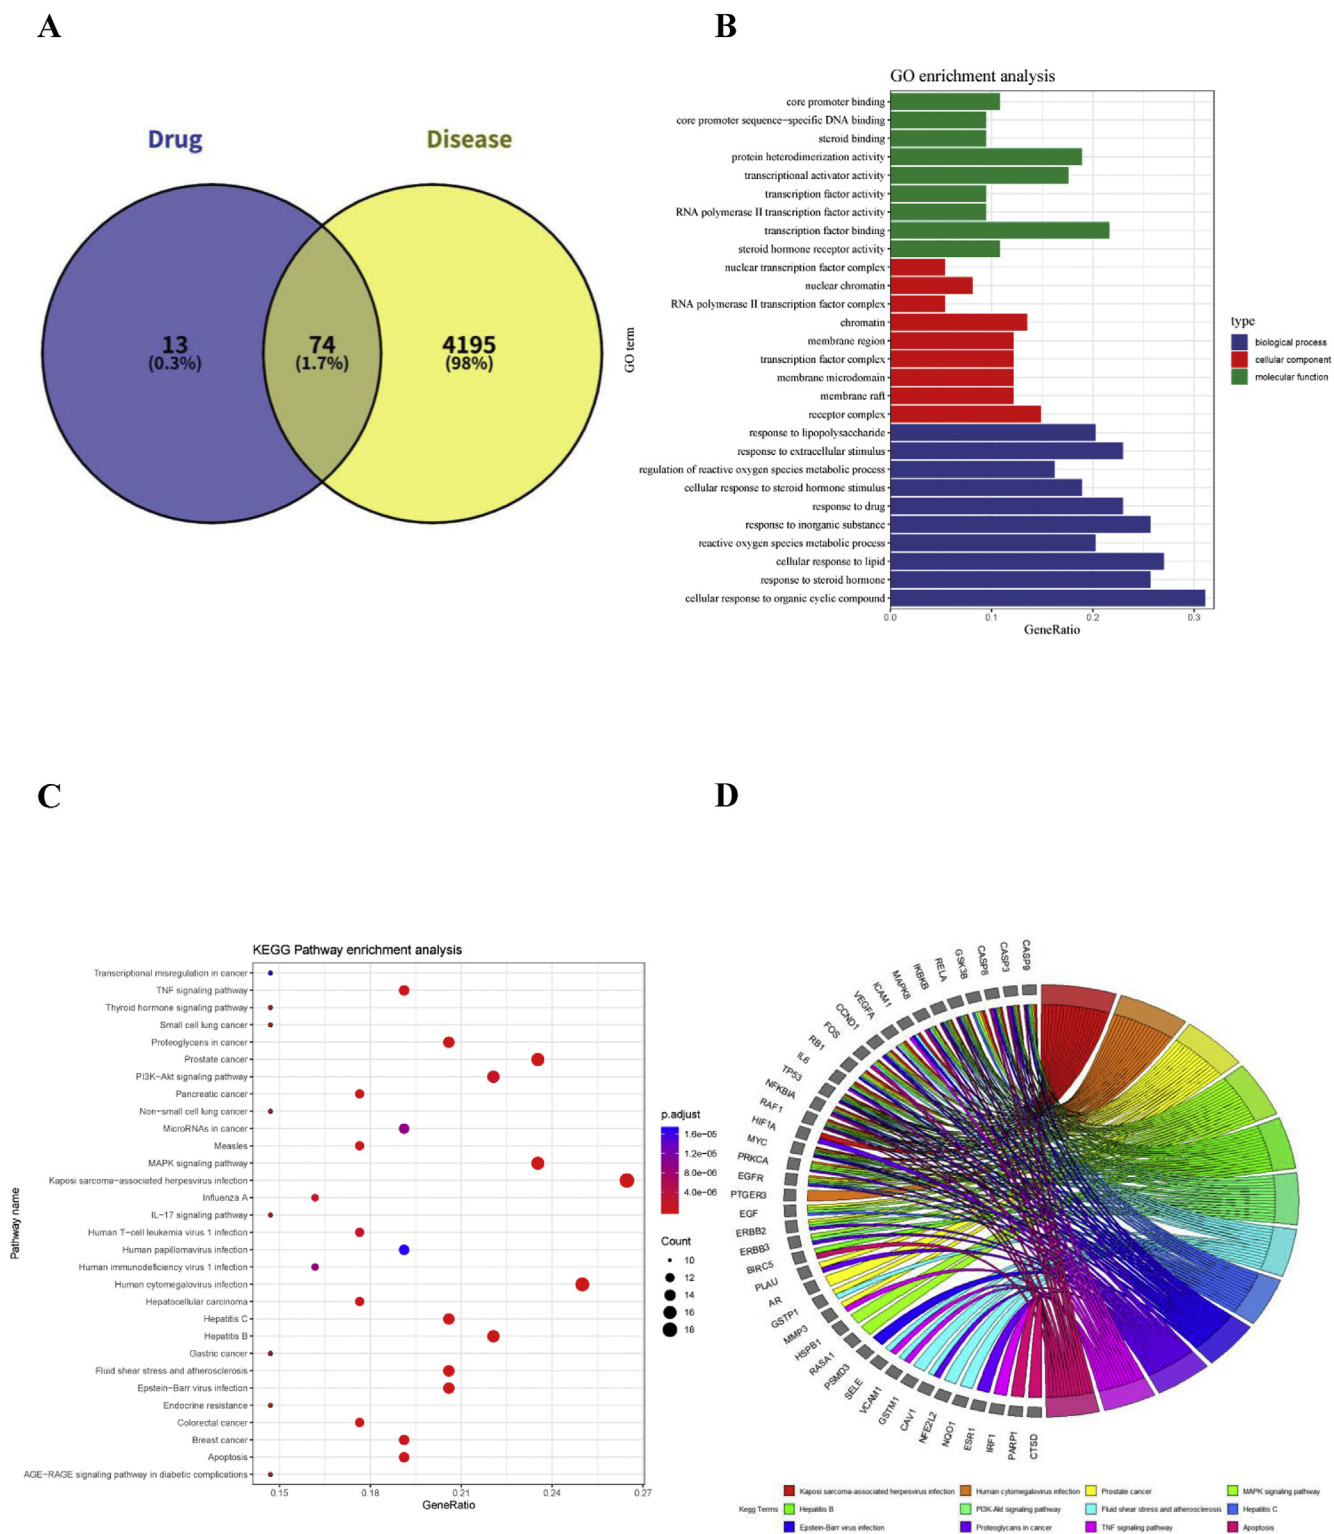 A
Drug
Disease
13
(0.3%)
74
(1.7%)
4195
(98%)
B
GO enrichment analysis
GO term
core promoter binding
core promoter sequence−specific DNA binding
steroid binding
protein heterodimerization activity
transcriptional activator activity
transcription factor activity
RNA polymerase II transcription factor activity
transcription factor binding
steroid hormone receptor activity
nuclear transcription factor complex
nuclear chromatin
RNA polymerase II transcription factor complex
chromatin
membrane region
transcription factor complex
membrane microdomain
membrane raft
receptor complex
response to lipopolysaccharide
response to extracellular stimulus
regulation of reactive oxygen species metabolic process
cellular response to steroid hormone stimulus
response to drug
response to inorganic substance
reactive oxygen species metabolic process
cellular response to lipid
response to steroid hormone
cellular response to organic cyclic compound
0.0 0.1 0.2 0.3
GeneRatio
type
biological process
cellular component
molecular function
C
KEGG Pathway enrichment analysis
Pathway name
Transcriptional misregulation in cancer
TNF signaling pathway
Thyroid hormone signaling pathway
Small cell lung cancer
Proteoglycans in cancer
Prostate cancer
PI3K−Akt signaling pathway
Pancreatic cancer
Non−small cell lung cancer
MicroRNAs in cancer
Measles
MAPK signaling pathway
Kaposi sarcoma−associated herpesvirus infection
Influenza A
IL−17 signaling pathway
Human T−cell leukemia virus 1 infection
Human papillomavirus infection
Human immunodeficiency virus 1 infection
Human cytomegalovirus infection
Hepatocellular carcinoma
Hepatitis C
Hepatitis B
Gastric cancer
Fluid shear stress and atherosclerosis
Epstein−Barr virus infection
Endocrine resistance
Colorectal cancer
Breast cancer
Apoptosis
AGE−RAGE signaling pathway in diabetic complications
0.15 0.18 0.21 0.24 0.27
GeneRatio
p.adjust
1.6e−05
1.2e−05
8.0e−06
4.0e−06
Count
10
12
14
16
18
D
CASP9
CASP3
CASP8
GSK3B
RELA
IKBKB
MAPK8
ICAM1
VEGFA
CCND1
FOS
RB1
IL6
TP53
NFKBIA
RAF1
HIF1A
MYC
PRKCA
EGFR
PTGER3
EGF
ERBB2
ERBB3
BIRC5
PLAU
AR
GSTP1
MMP3
HSPB1
RASA1
PSMD3
SELE
VCAM1
GSTM1
CAV1
NFE2L2
NQO1
ESR1
IRF1
PARP1
CTSD
Kegg Terms
Kaposi sarcoma−associated herpesvirus infection Human cytomegalovirus infection Prostate cancer MAPK signaling pathway
Hepatitis B PI3K−Akt signaling pathway Fluid shear stress and atherosclerosis Hepatitis C
Epstein−Barr virus infection Proteoglycans in cancer TNF signaling pathway Apoptosis